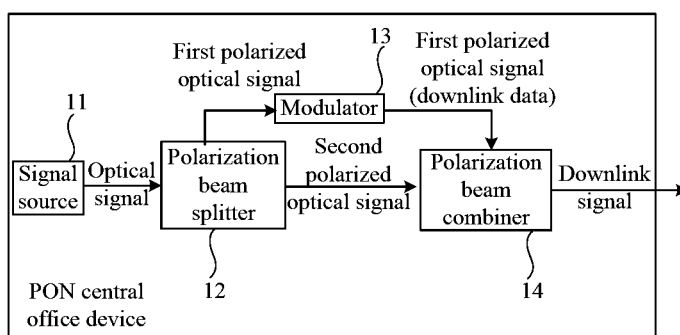 First polarized
optical signal
13
First polarized
optical signal
(downlink data)
Modulator
11
Signal
source
Optical
signal
Polarization
beam
splitter
Second
polarized
optical signal
Polarization
beam
combiner
Downlink
signal
12
14
PON central
office device